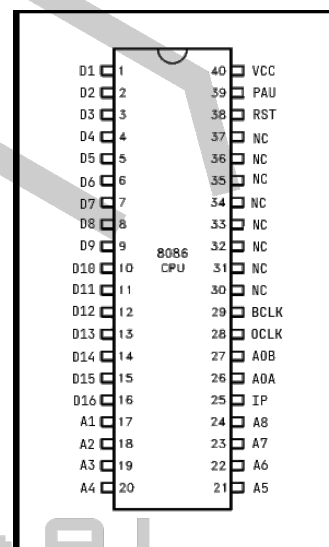 D1 1 40 VCC
D2 2 39 PAU
D3 3 38 RST
D4 4 37 NC
D5 5 36 NC
D6 6 35 NC
D7 7 34 NC
D8 8 33 NC
D9 9 32 NC
8086
D10 10 CPU 31 NC
D11 11 30 NC
D12 12 29 BCLK
D13 13 28 OCLK
D14 14 27 AOB
D15 15 26 AOA
D16 16 25 IP
A1 17 24 A8
A2 18 23 A7
A3 19 22 A6
A4 20 21 A5